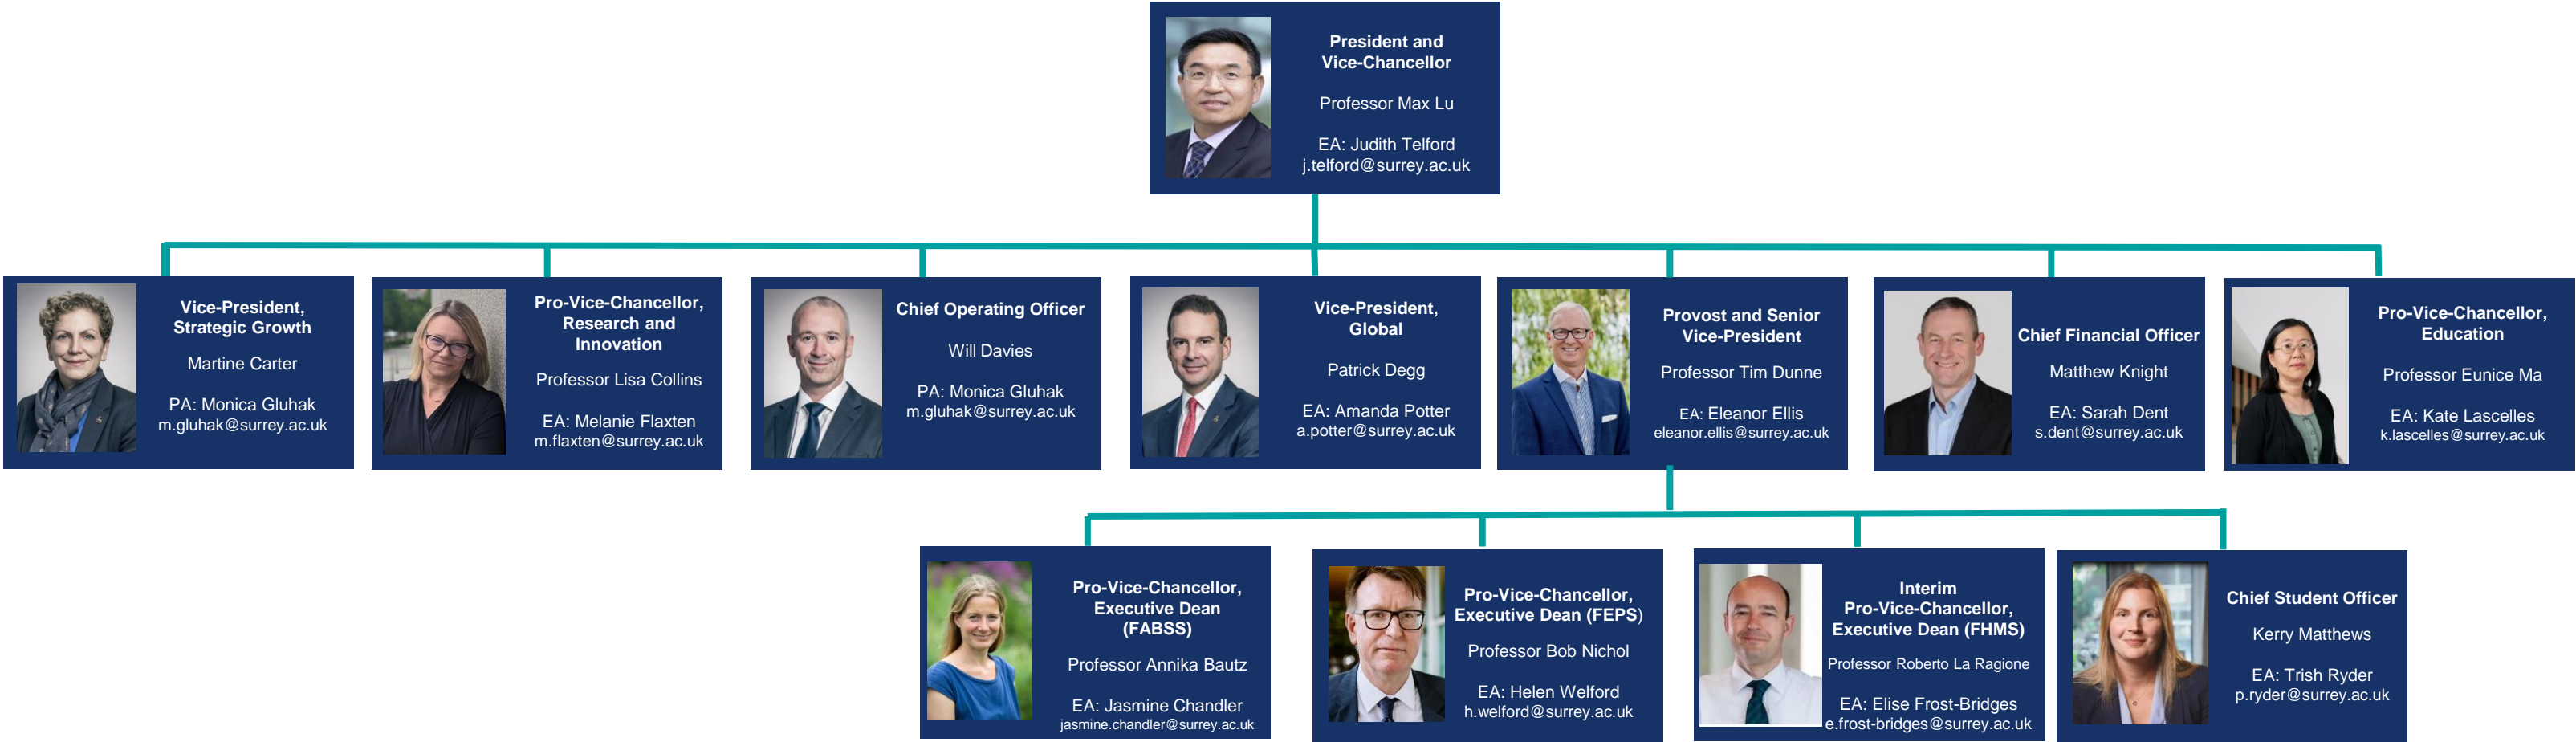 President and
Vice-Chancellor
Professor Max Lu
EA: Judith Telford
j.telford@surrey.ac.uk
Vice-President,
Strategic Growth
Martine Carter
PA: Monica Gluhak
m.gluhak@surrey.ac.uk
Pro-Vice-Chancellor,
Research and
Innovation
Professor Lisa Collins
EA: Melanie Flaxten
m.flaxten@surrey.ac.uk
Chief Operating Officer
Will Davies
PA: Monica Gluhak
m.gluhak@surrey.ac.uk
Vice-President,
Global
Patrick Degg
EA: Amanda Potter
a.potter@surrey.ac.uk
Provost and Senior
Vice-President
Professor Tim Dunne
EA: Eleanor Ellis
eleanor.ellis@surrey.ac.uk
Chief Financial Officer
Matthew Knight
EA: Sarah Dent
s.dent@surrey.ac.uk
Pro-Vice-Chancellor,
Education
Professor Eunice Ma
EA: Kate Lascelles
k.lascelles@surrey.ac.uk
Pro-Vice-Chancellor,
Executive Dean
(FABSS)
Professor Annika Bautz
EA: Jasmine Chandler
jasmine.chandler@surrey.ac.uk
Pro-Vice-Chancellor,
Executive Dean (FEPS)
Professor Bob Nichol
EA: Helen Welford
h.welford@surrey.ac.uk
Interim
Pro-Vice-Chancellor,
Executive Dean (FHMS)
Professor Roberto La Ragione
EA: Elise Frost-Bridges
e.frost-bridges@surrey.ac.uk
Chief Student Officer
Kerry Matthews
EA: Trish Ryder
p.ryder@surrey.ac.uk